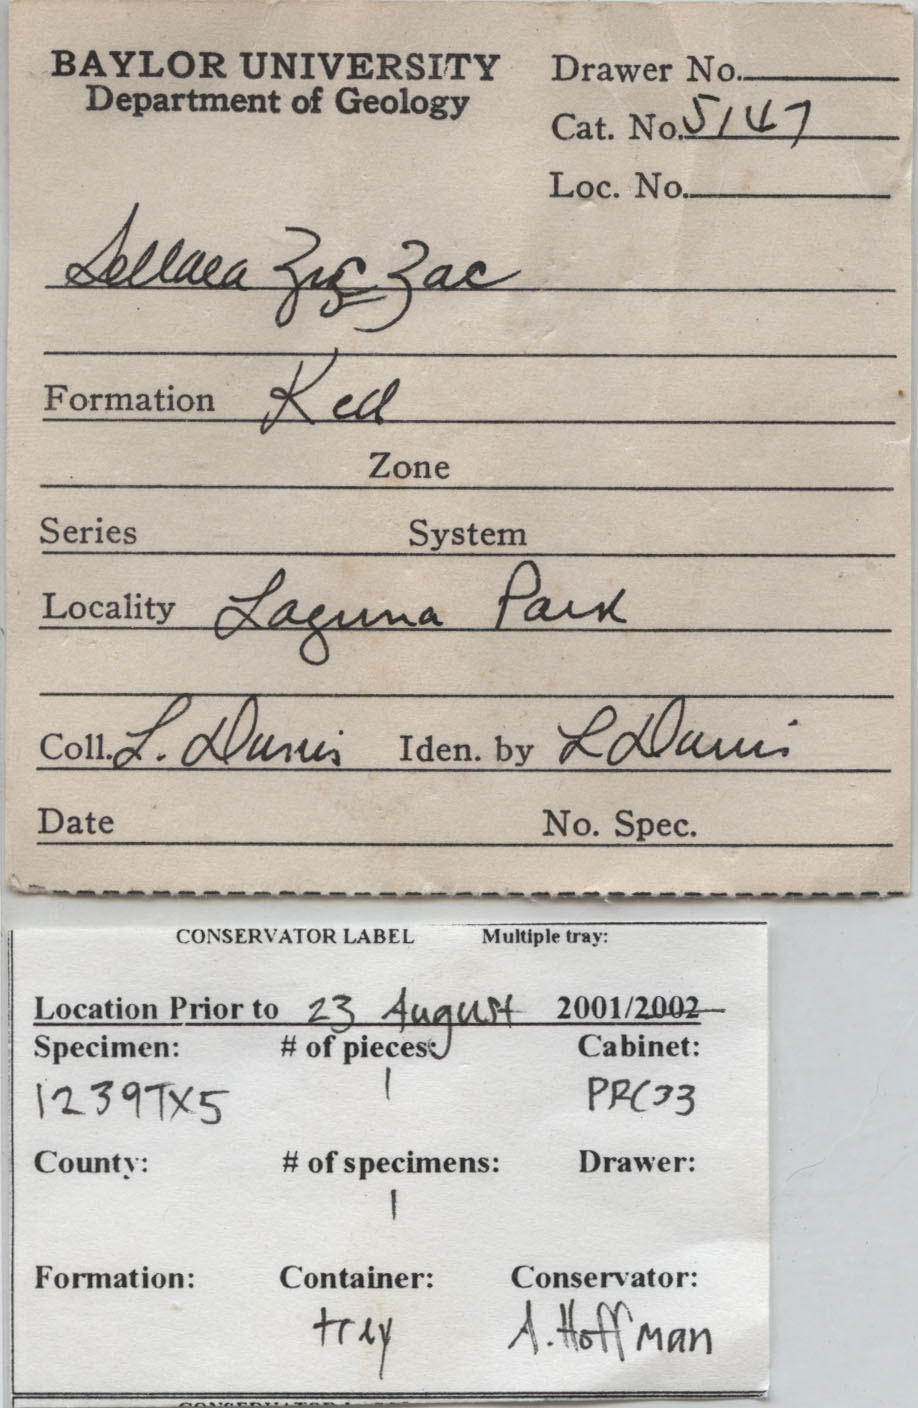 BAYLOR UNIVERSITY
Department of Geology
Drawer No.
Cat. No. 5147
Loc. No.
Zig Zac
Formation Ked
Zone
Series System
Locality Laguna Park
Coll. L. Davis Iden. by L Davis
Date No. Spec.
CONSERVATOR LABEL Multiple tray:
Location Prior to 23 August 2001/2002
Specimen: # of pieces: Cabinet:
1239TX5 1 PRC33
County: # of specimens: Drawer:
1
Formation: Container: Conservator:
tray A. Hoffman